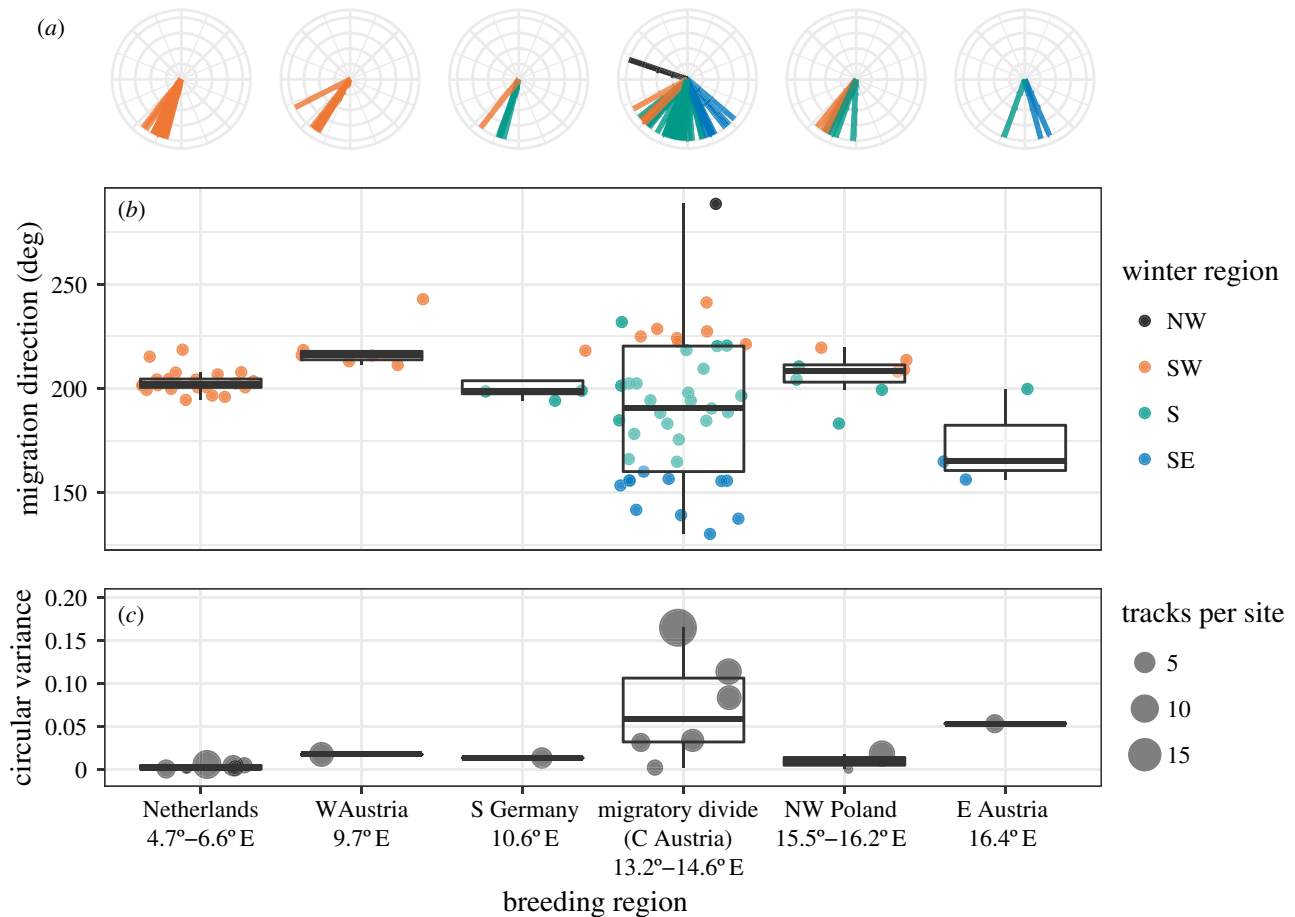 (a)
(b)
migration direction (deg)
250
200
150
winter region
NW
SW
S
SE
(c)
circular variance
0.20
0.15
0.10
0.05
0
tracks per site
5
10
15
Netherlands
4.7º–6.6º E
WAustria
9.7º E
S Germany
10.6º E
migratory divide
(C Austria)
13.2º–14.6º E
NW Poland
15.5º–16.2º E
E Austria
16.4º E
breeding region